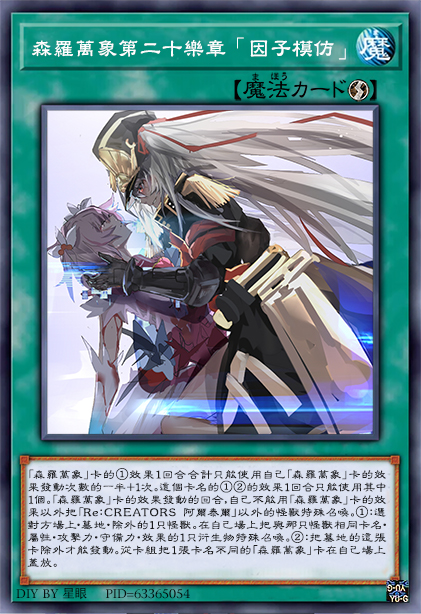 森羅萬象第二十樂章「因子模仿」
魔
まほう
【魔法カード】
「森羅萬象」卡的①效果1回合合計只能使用自己「森羅萬象」卡的效
果發動次數的一半+1次。這個卡名的①②的效果1回合只能使用其中
1個。「森羅萬象」卡的效果發動的回合,自己不能用「森羅萬象」卡的效
果以外把「Re:CREATORS 阿爾泰爾」以外的怪獸特殊召喚。①:選
對方場上·墓地·除外的1只怪獸。在自己場上把與那只怪獸相同卡名·
屬性·攻擊力·守備力·效果的1只衍生物特殊召喚。②:把墓地的這張
卡除外才能發動。從卡組把1張卡名不同的「森羅萬象」卡在自己場上
蓋放。
DIY BY 星眼 PID=63365054
YU-G